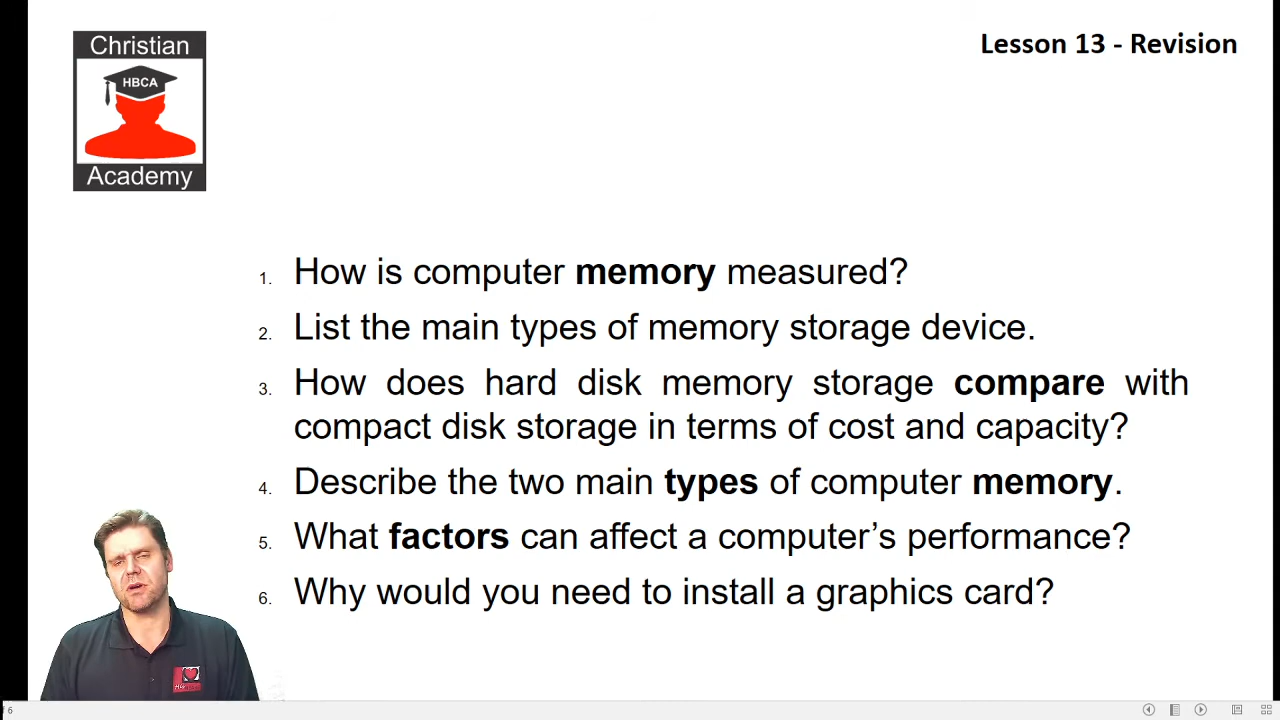 Christian
HBCA
Academy
Lesson 13 - Revision
1. How is computer memory measured?
2. List the main types of memory storage device.
3. How does hard disk memory storage compare with
compact disk storage in terms of cost and capacity?
4. Describe the two main types of computer memory.
5. What factors can affect a computer’s performance?
6. Why would you need to install a graphics card?
f 6